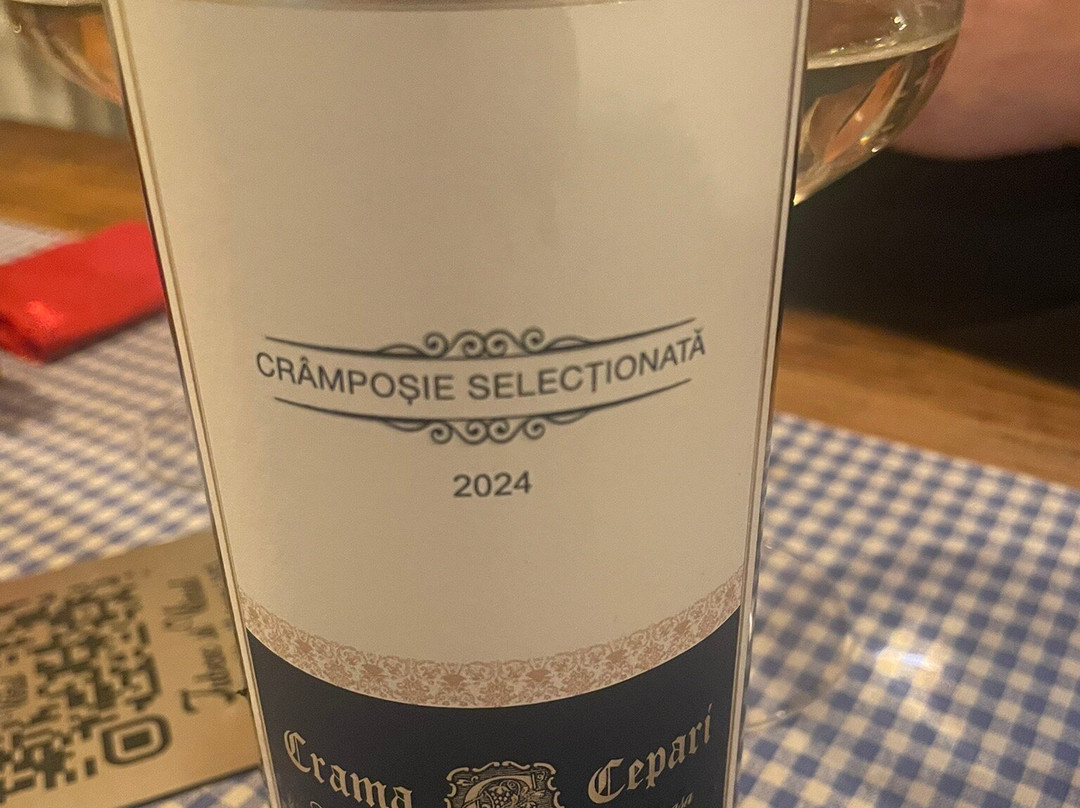 CRÂMPOȘIE SELECȚIONATĂ
2024
Crama Cepari